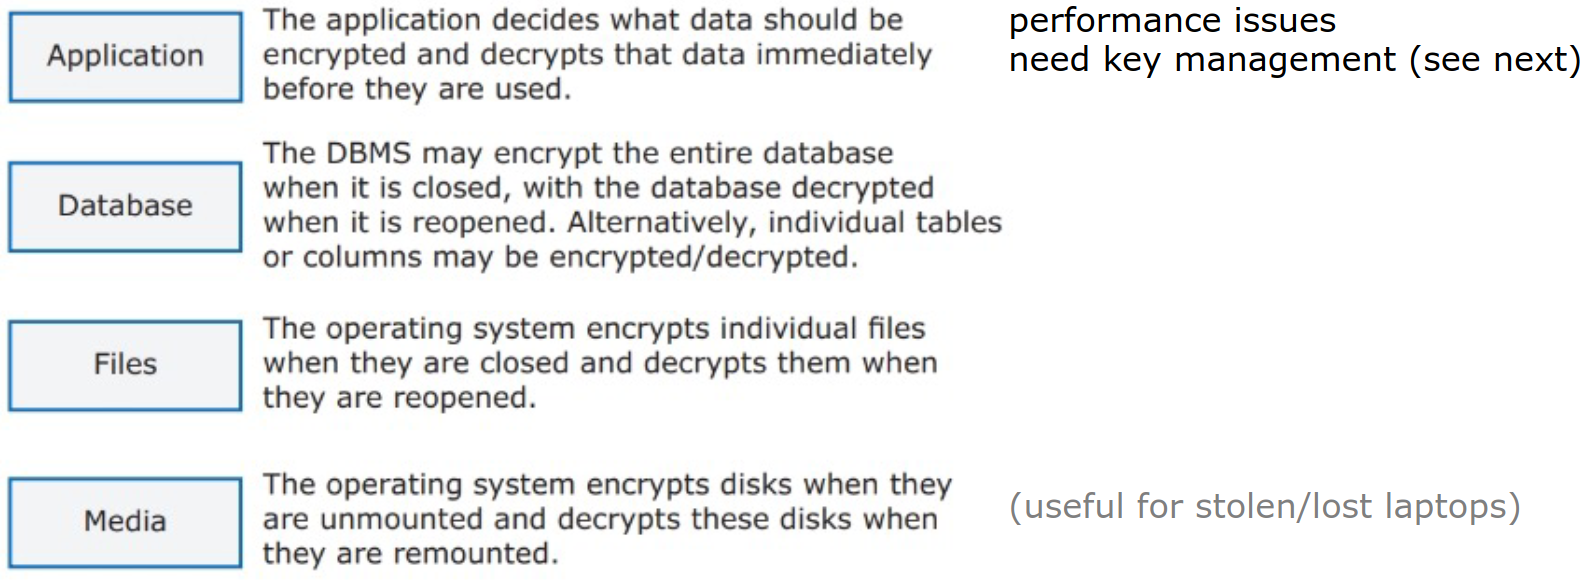 Application
The application decides what data should be
encrypted and decrypts that data immediately
before they are used.
performance issues
need key management (see next)
Database
The DBMS may encrypt the entire database
when it is closed, with the database decrypted
when it is reopened. Alternatively, individual tables
or columns may be encrypted/decrypted.
Files
The operating system encrypts individual files
when they are closed and decrypts them when
they are reopened.
Media
The operating system encrypts disks when they
are unmounted and decrypts these disks when
they are remounted.
(useful for stolen/lost laptops)